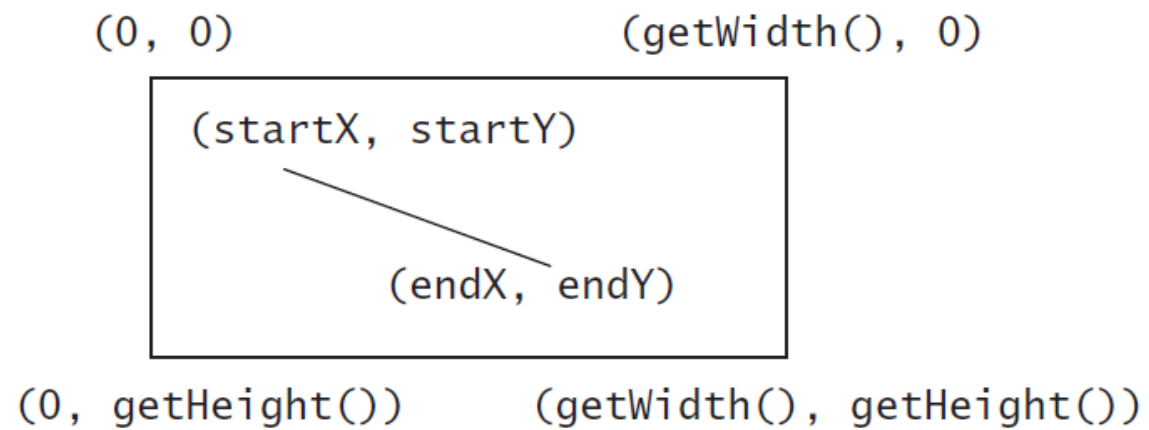 (0, 0) (getWidth(), 0)
(startX, startY)
(endX, endY)
(0, getHeight()) (getWidth(), getHeight())